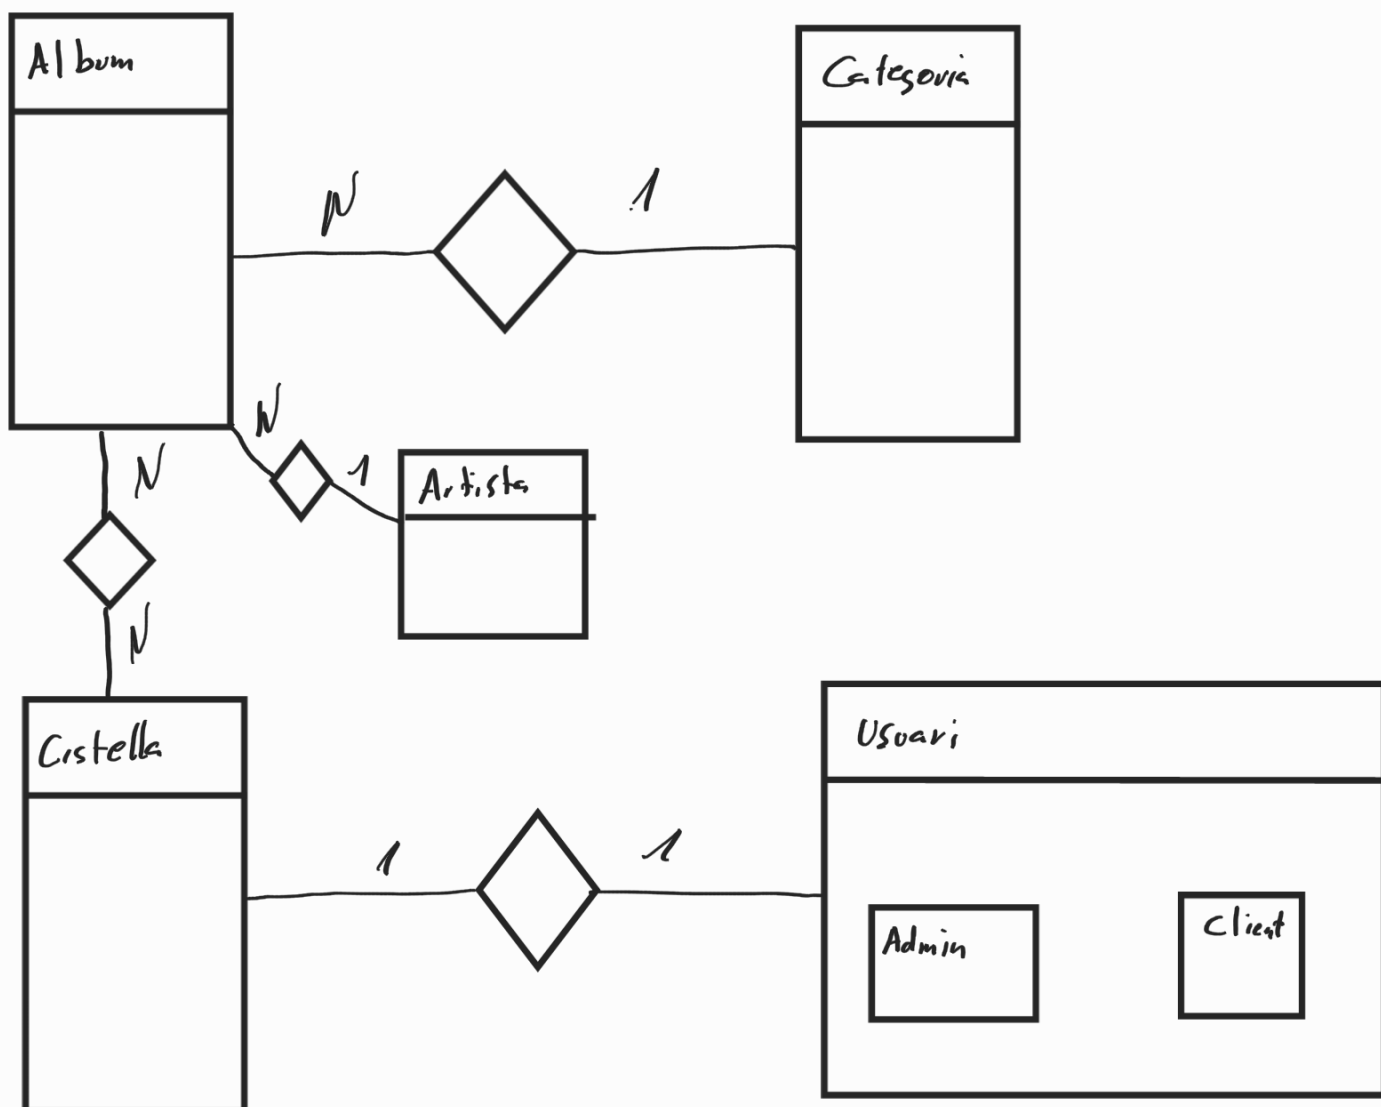 Album
Categoria
N
1
N
1
Artista
N
N
Cistella
Usuari
1
1
Admin
Client